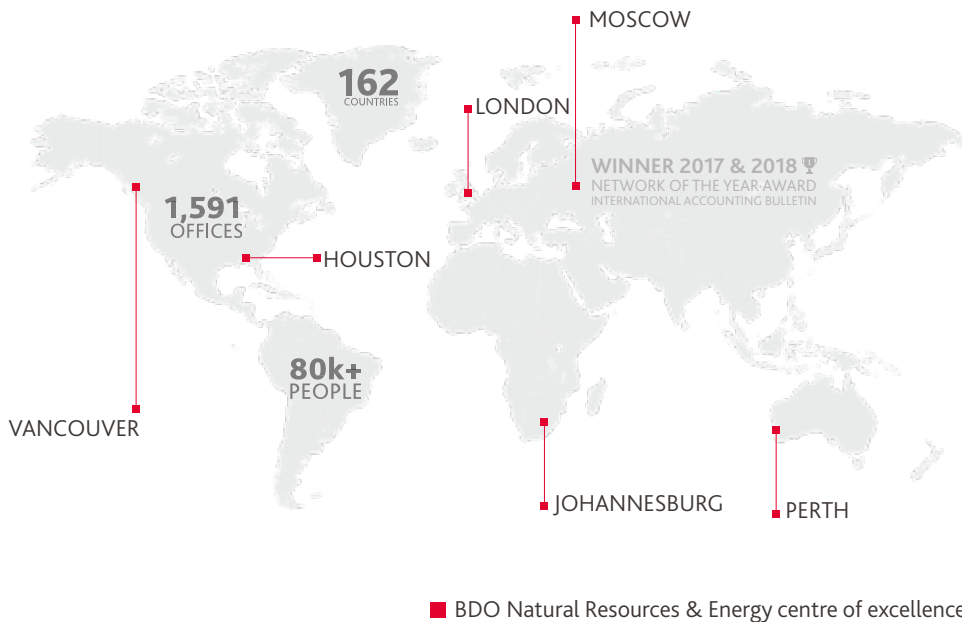 MOSCOW
162
COUNTRIES
LONDON
WINNER 2017 & 2018
NETWORK OF THE YEAR AWARD
INTERNATIONAL ACCOUNTING BULLETIN
1,591
OFFICES
HOUSTON
80k+
PEOPLE
VANCOUVER
JOHANNESBURG
PERTH
BDO Natural Resources & Energy centre of excellence